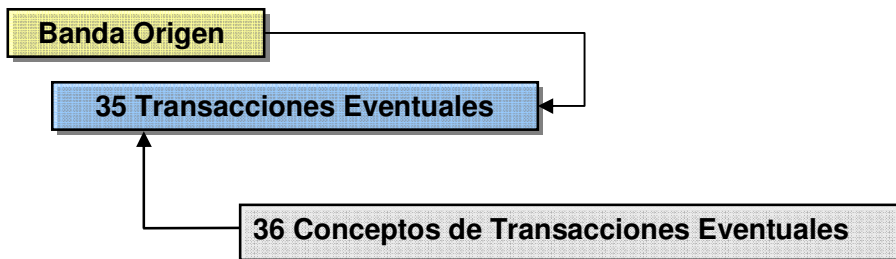 Banda Origen
35 Transacciones Eventuales
36 Conceptos de Transacciones Eventuales